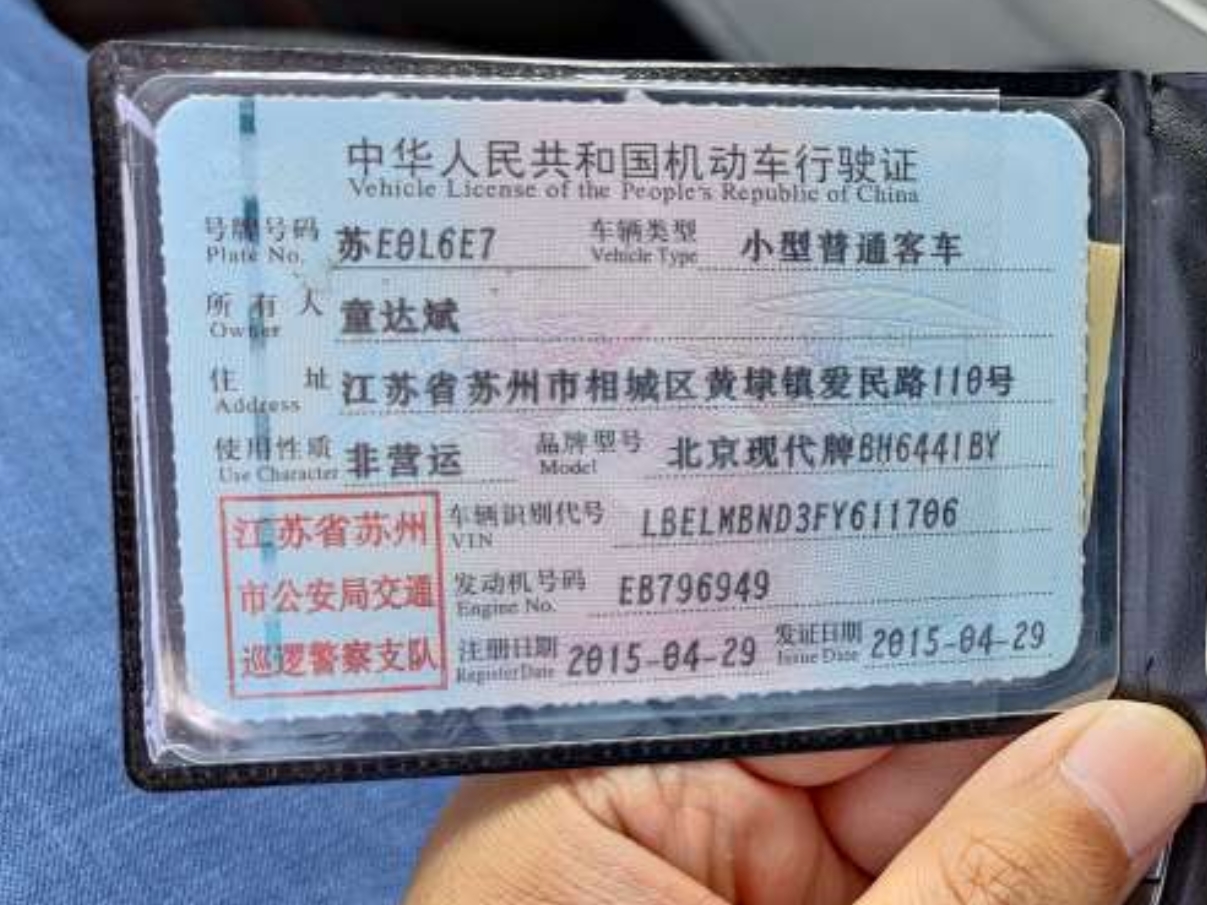 中华人民共和国机动车行驶证
Vehicle License of the People's Republic of China
号牌号码 苏E0L6E7 车辆类型 小型普通客车
Plate No. Vehicle Type
所有人 童达斌
Owner
住址 江苏省苏州市相城区黄埭镇爱民路110号
Address
使用性质 非营运 品牌型号 北京现代牌BH6441BY
Use Character Model
江苏省苏州
市公安局交通
巡逻警察支队
车辆识别代号 LBELMBND3FY611706
VIN
发动机号码 EB796949
Engine No.
注册日期 2015-04-29 发证日期 2015-04-29
Register Date Issue Date